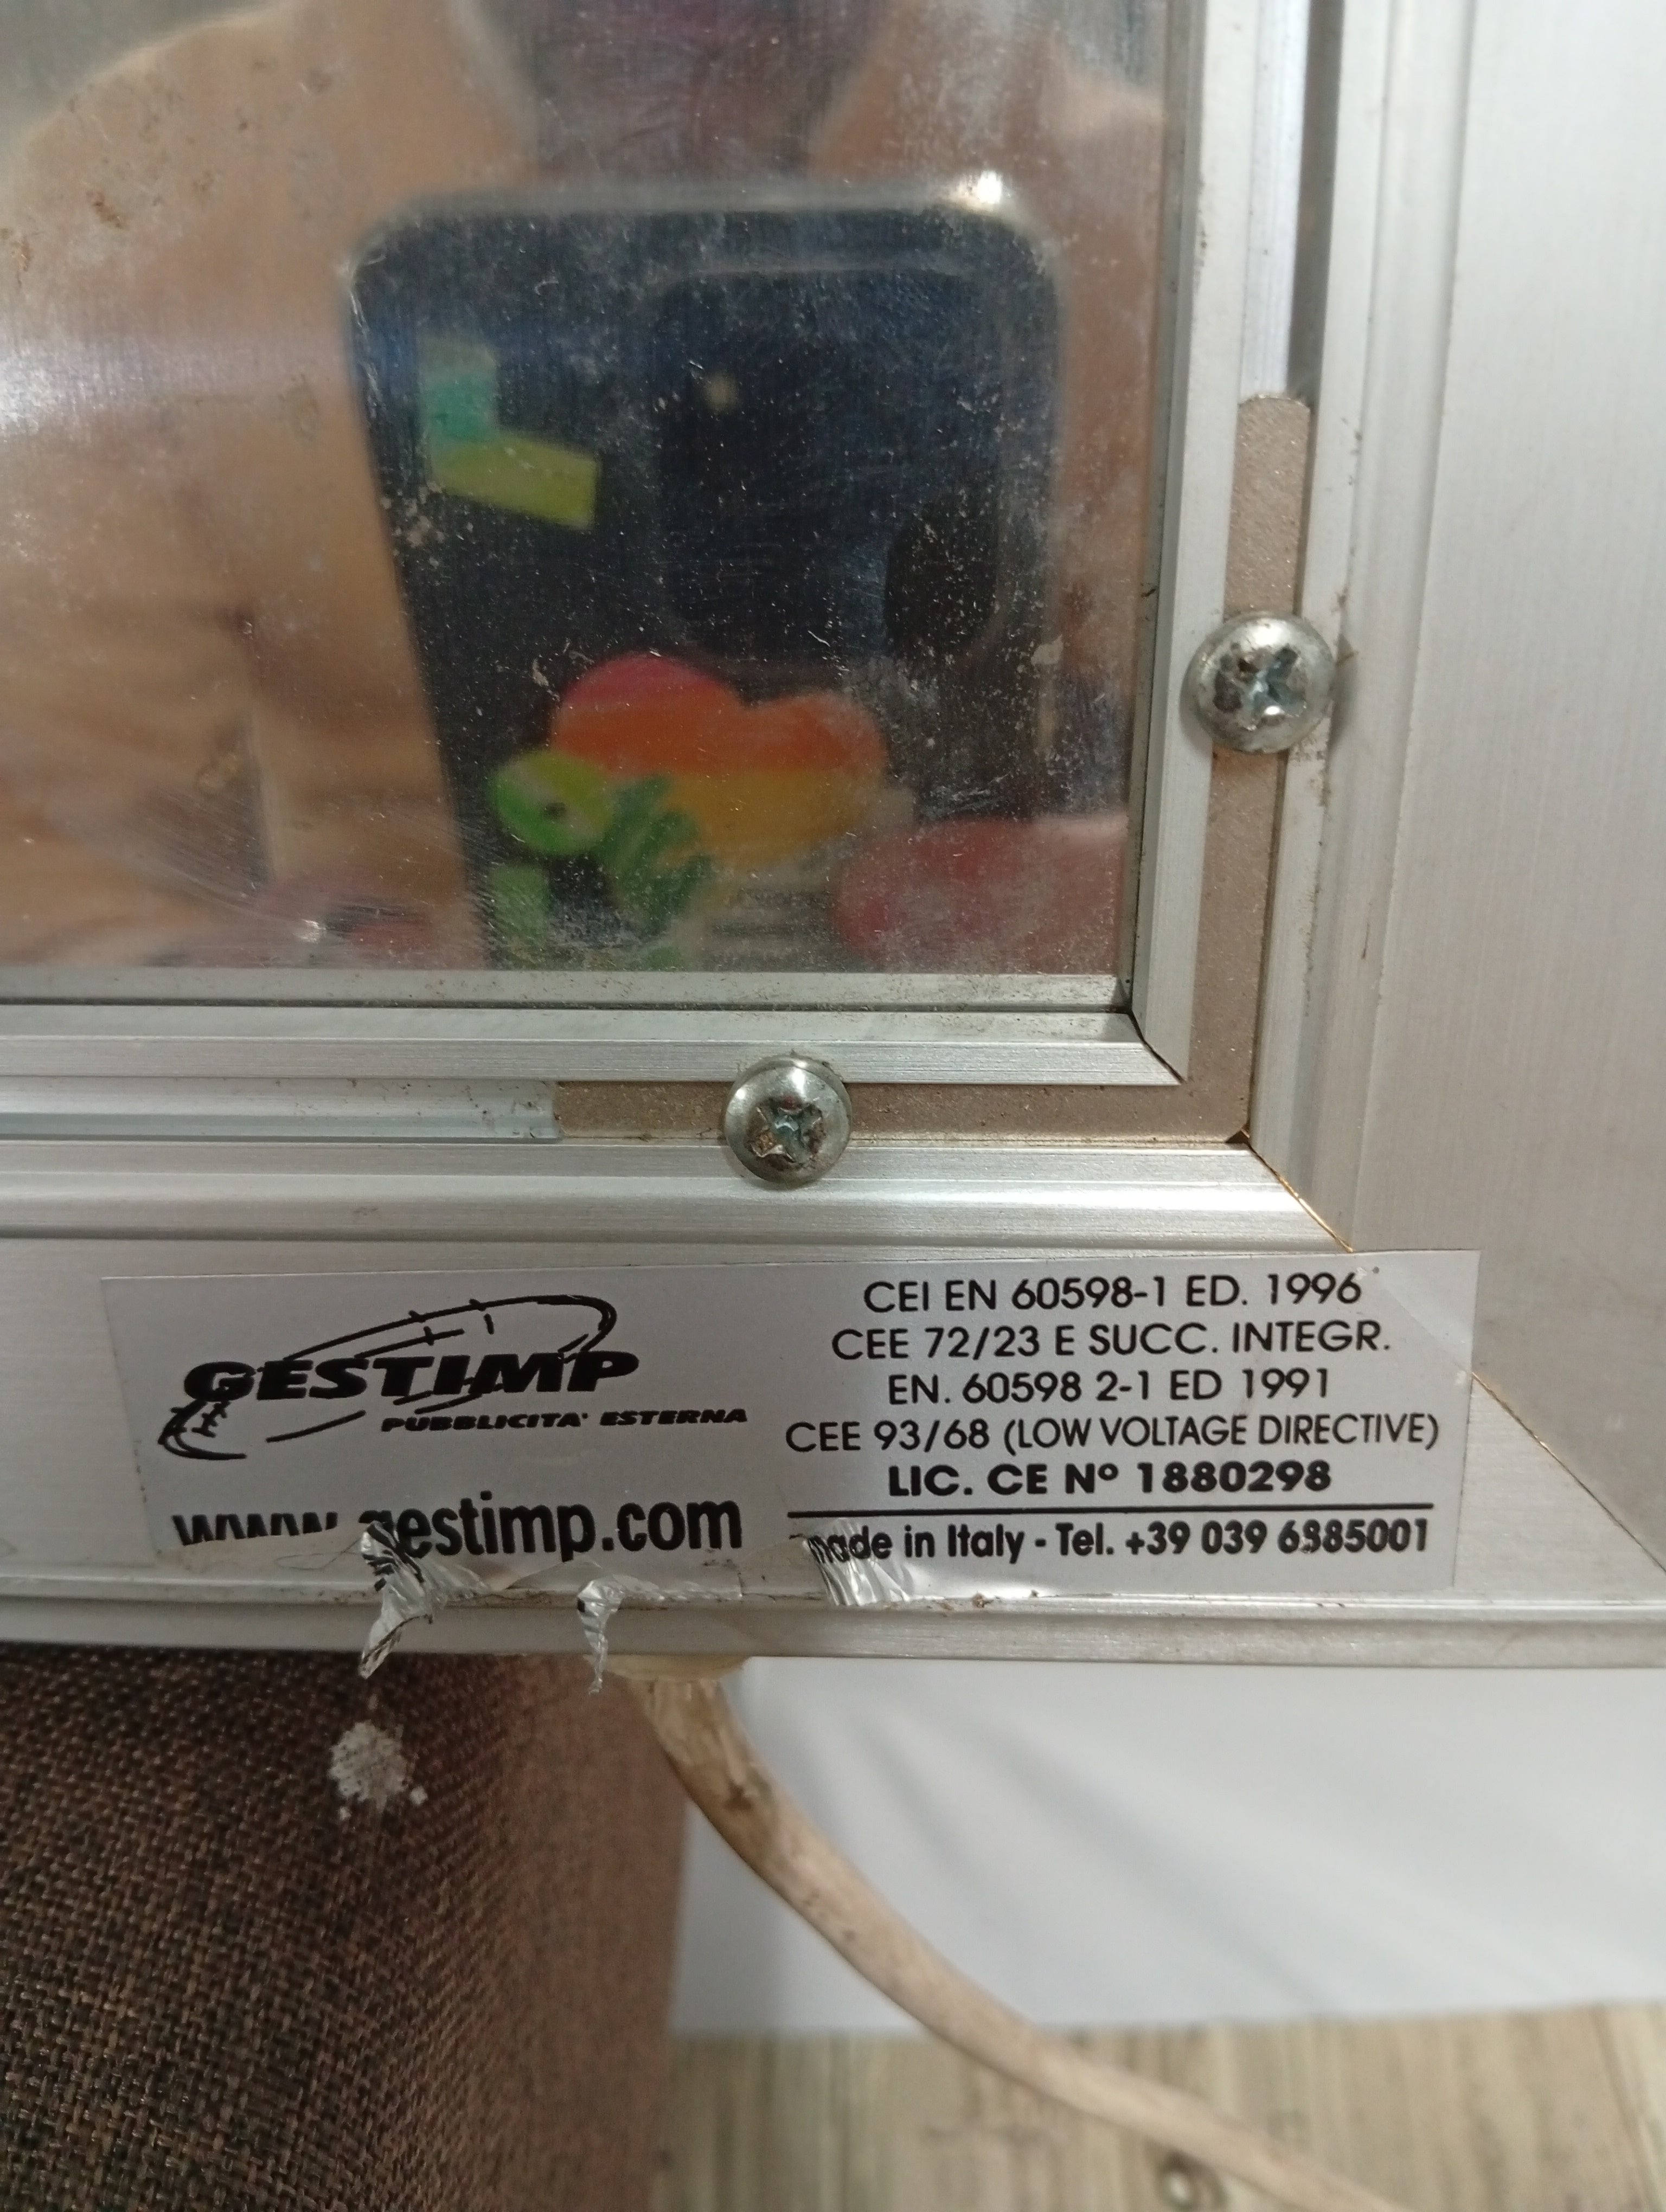 GESTIMP
PUBBLICITA' ESTERNA
www.gestimp.com
CEI EN 60598-1 ED. 1996
CEE 72/23 E SUCC. INTEGR.
EN. 60598 2-1 ED 1991
CEE 93/68 (LOW VOLTAGE DIRECTIVE)
LIC. CE Nº 1880298
made in Italy - Tel. +39 039 6885001